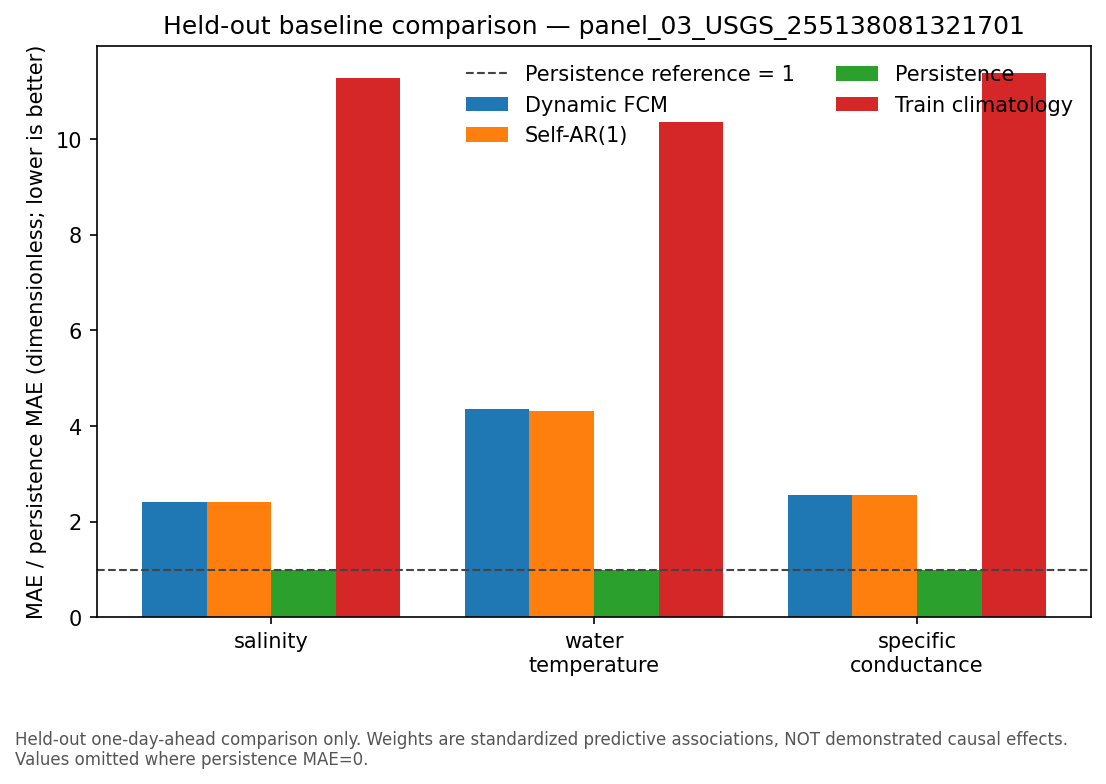 Held-out baseline comparison — panel_03_USGS_255138081321701
MAE / persistence MAE (dimensionless; lower is better)
10
8
6
4
2
0
Persistence reference = 1
Dynamic FCM
Self-AR(1)
Persistence
Train climatology
salinity
water
temperature
specific
conductance
Held-out one-day-ahead comparison only. Weights are standardized predictive associations, NOT demonstrated causal effects.
Values omitted where persistence MAE=0.